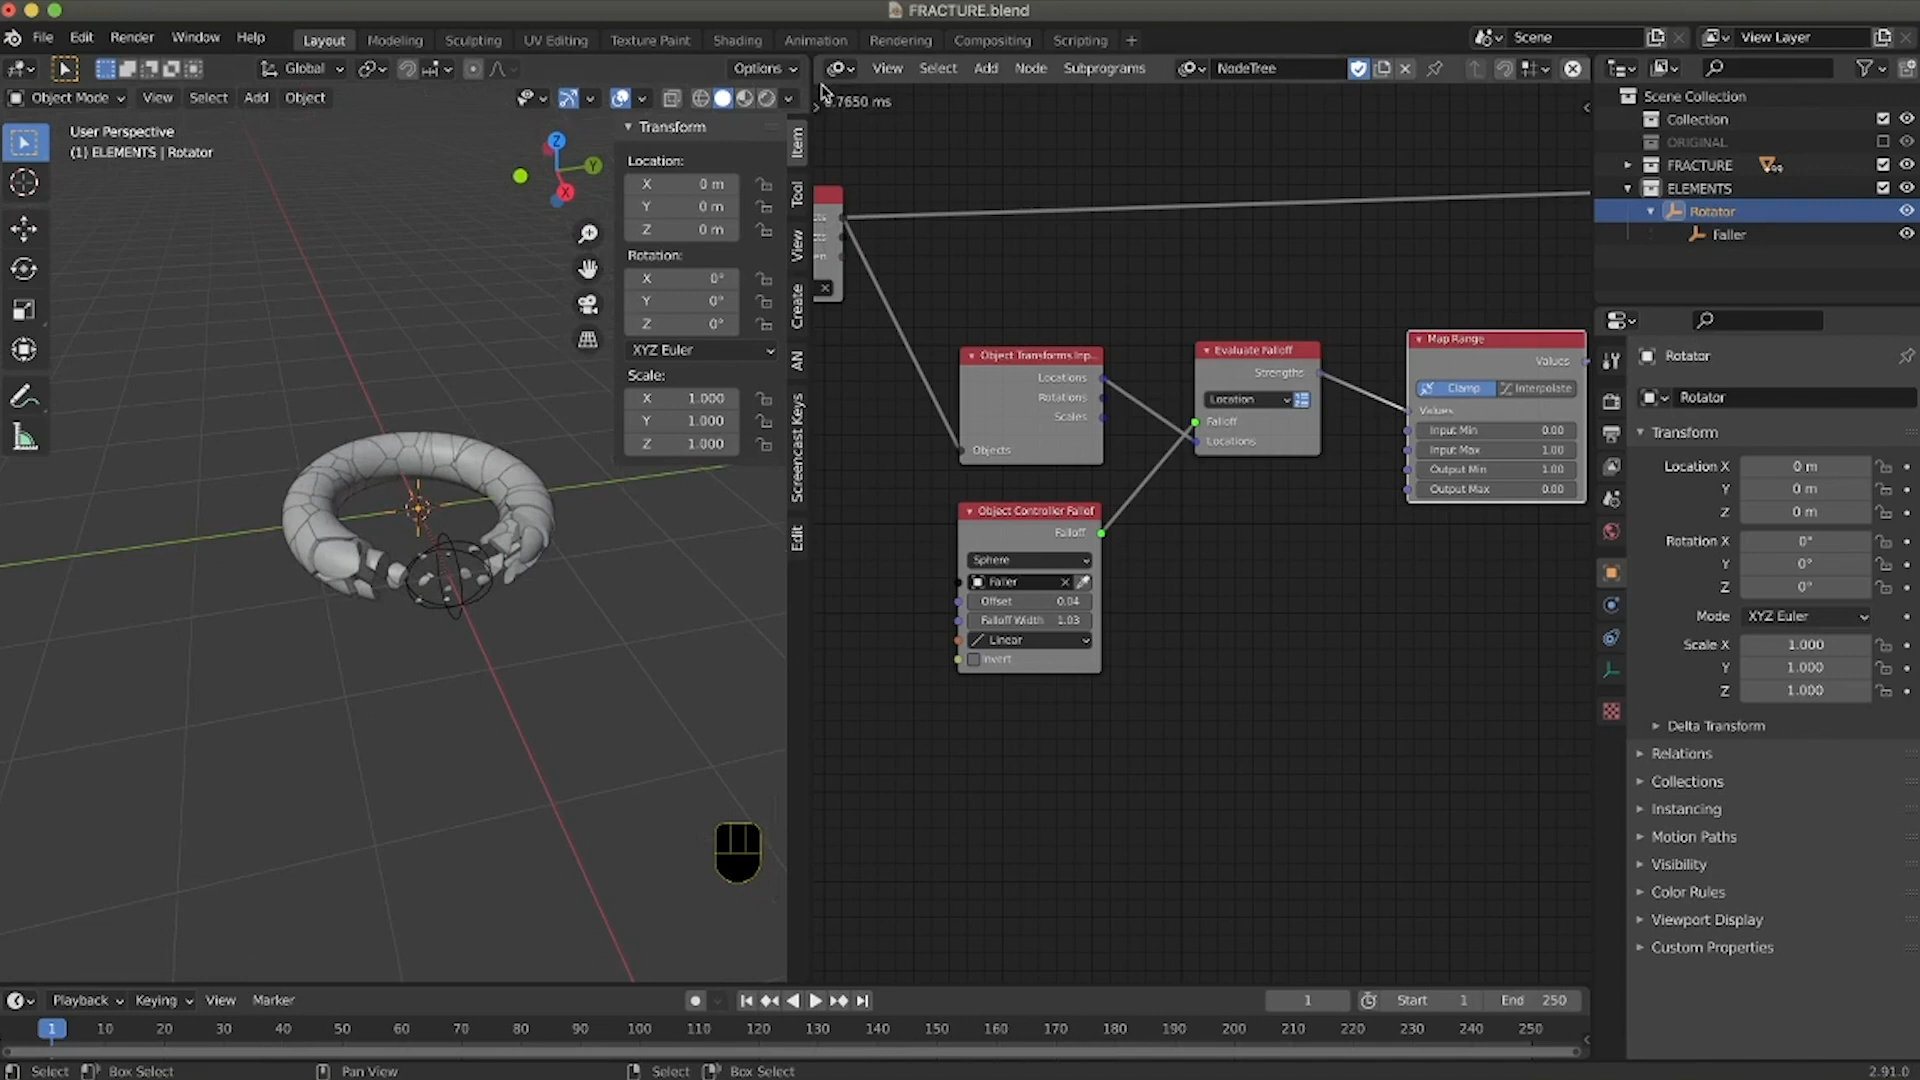 FRACTURE.blend
File Edit Render Window Help Layout Modeling Sculpting UV Editing Texture Paint Shading Animation Rendering Compositing Scripting + Scene View Layer
Global Options View Select Add Node Subprograms NodeTree
Object Mode View Select Add Object
User Perspective
(1) ELEMENTS | Rotator
Z
Y
X
Transform
Location:
X 0 m
Y 0 m
Z 0 m
Rotation:
X 0°
Y 0°
Z 0°
XYZ Euler
Scale:
X 1.000
Y 1.000
Z 1.000
Item
Tool
View
Create
AN
Screencast Keys
Edit
.7650 ms
Object Transforms Inp..
Locations
Rotations
Scales
Objects
Evaluate Falloff
Strengths
Location
Falloff
Locations
Map Range
Values
Clamp Interpolate
Values
Input Min 0.00
Input Max 1.00
Output Min 1.00
Output Max 0.00
Object Controller Fallof
Falloff
Sphere
Faller
Offset 0.04
Falloff Width 1.03
Linear
Invert
Scene Collection
Collection
ORIGINAL
FRACTURE
ELEMENTS
Rotator
Faller
Rotator
Rotator
Transform
Location X 0 m
Y 0 m
Z 0 m
Rotation X 0°
Y 0°
Z 0°
Mode XYZ Euler
Scale X 1.000
Y 1.000
Z 1.000
Delta Transform
Relations
Collections
Instancing
Motion Paths
Visibility
Color Rules
Viewport Display
Custom Properties
Playback Keying View Marker 1 Start 1 End 250
1 10 20 30 40 50 60 70 80 90 100 110 120 130 140 150 160 170 180 190 200 210 220 230 240 250
Select Box Select Pan View Select Box Select 2.91.0